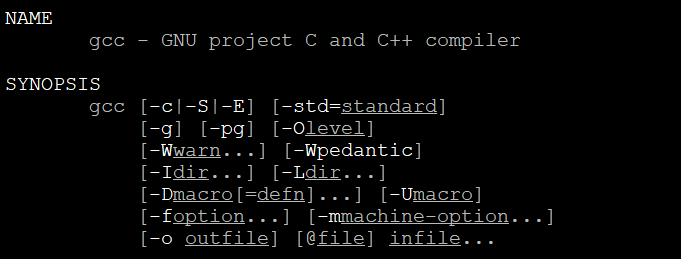 NAME
gcc - GNU project C and C++ compiler
SYNOPSIS
gcc [-c|-S|-E] [-std=standard]
[-g] [-pg] [-Olevel]
[-Wwarn...] [-Wpedantic]
[-Idir...] [-Ldir...]
[-Dmacro[=defn]...] [-Umacro]
[-foption...] [-mmachine-option...]
[-o outfile] [@file] infile...